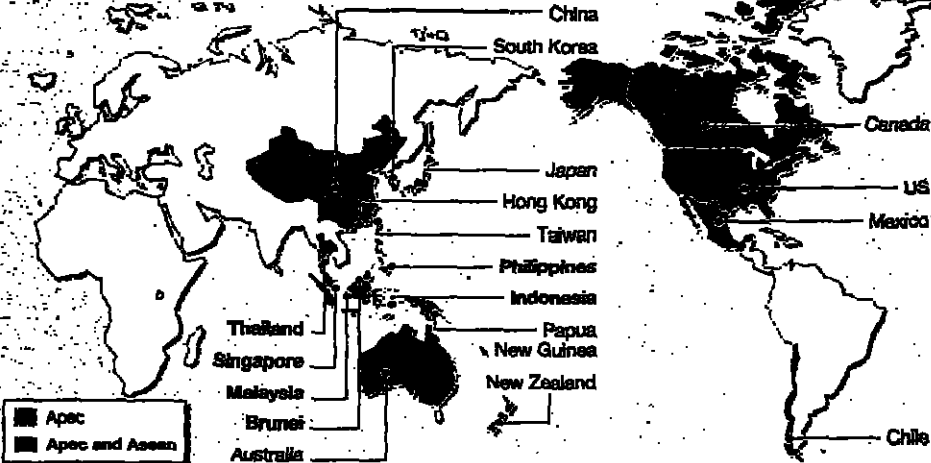 China
South Korea
Canada
Japan
US
Hong Kong
Mexico
Taiwan
Philippines
Indonesia
Thailand
Papua
New Guinea
Singapore
New Zealand
Malaysia
Brunei
Apec
Apec and Asean
Australia
Chile